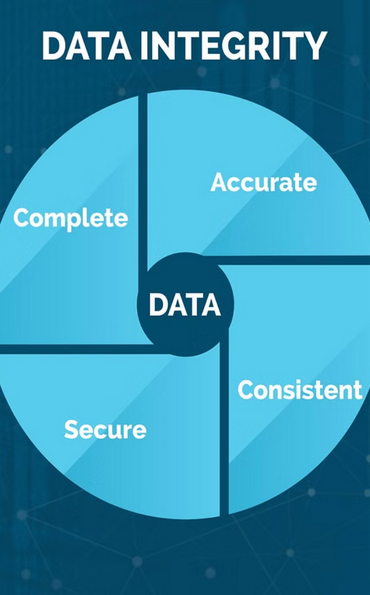 DATA INTEGRITY
Accurate
Complete
DATA
Consistent
Secure